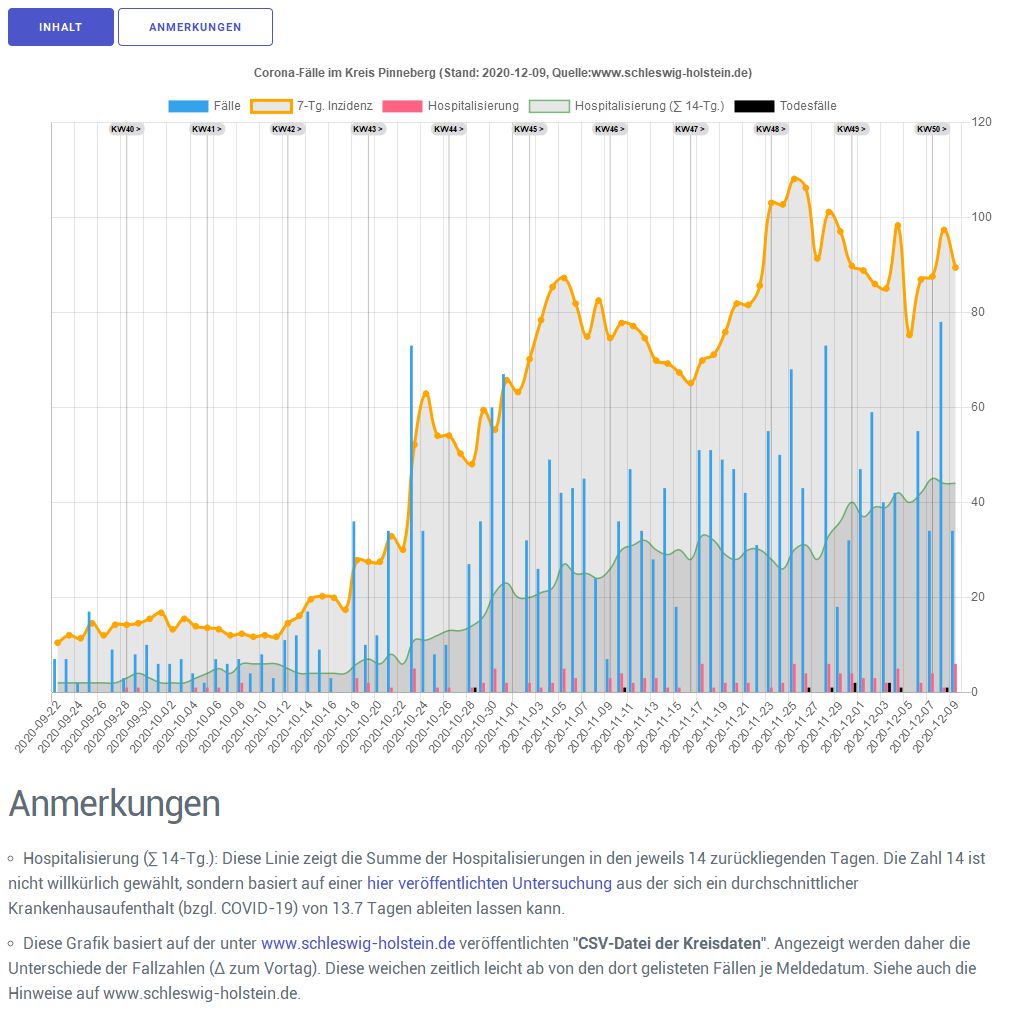 INHALT
ANMERKUNGEN
Corona-Fälle im Kreis Pinneberg (Stand: 2020-12-09, Quelle:www.schleswig-holstein.de)
Fälle 7-Tg. Inzidenz Hospitalisierung Hospitalisierung (∑ 14-Tg.) Todesfälle
KW40 > KW41 > KW42 > KW43 > KW44 > KW45 > KW46 > KW47 > KW48 > KW49 > KW50 >
120
100
80
60
40
20
0
2020-09-22 2020-09-24 2020-09-26 2020-09-28 2020-09-30 2020-10-02 2020-10-04 2020-10-06 2020-10-08 2020-10-10 2020-10-12 2020-10-14 2020-10-16 2020-10-18 2020-10-20 2020-10-22 2020-10-24 2020-10-26 2020-10-28 2020-10-30 2020-11-01 2020-11-03 2020-11-05 2020-11-07 2020-11-09 2020-11-11 2020-11-13 2020-11-15 2020-11-17 2020-11-19 2020-11-21 2020-11-23 2020-11-25 2020-11-27 2020-11-29 2020-12-01 2020-12-03 2020-12-05 2020-12-07 2020-12-09
Anmerkungen
◦ Hospitalisierung (∑ 14-Tg.): Diese Linie zeigt die Summe der Hospitalisierungen in den jeweils 14 zurückliegenden Tagen. Die Zahl 14 ist
nicht willkürlich gewählt, sondern basiert auf einer hier veröffentlichten Untersuchung aus der sich ein durchschnittlicher
Krankenhausaufenthalt (bzgl. COVID-19) von 13.7 Tagen ableiten lassen kann.
◦ Diese Grafik basiert auf der unter www.schleswig-holstein.de veröffentlichten "CSV-Datei der Kreisdaten". Angezeigt werden daher die
Unterschiede der Fallzahlen (Δ zum Vortag). Diese weichen zeitlich leicht ab von den dort gelisteten Fällen je Meldedatum. Siehe auch die
Hinweise auf www.schleswig-holstein.de.